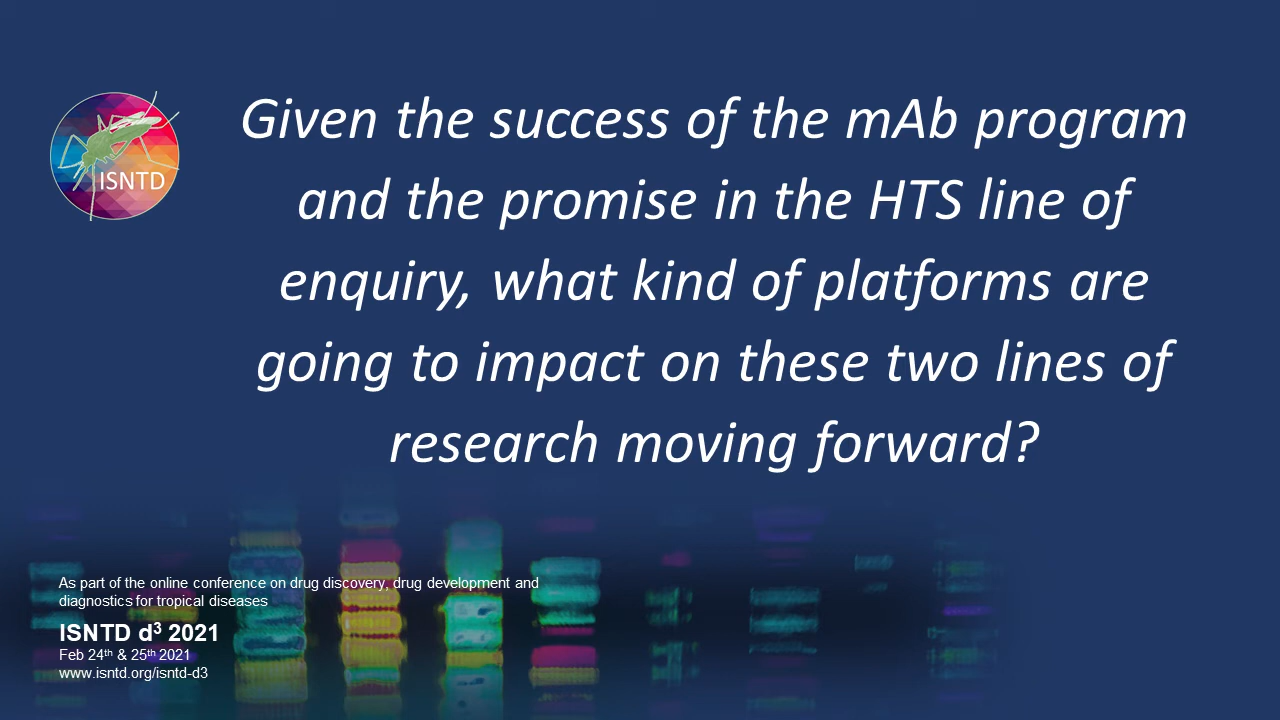 ISNTD
Given the success of the mAb program
and the promise in the HTS line of
enquiry, what kind of platforms are
going to impact on these two lines of
research moving forward?
As part of the online conference on drug discovery, drug development and
diagnostics for tropical diseases
ISNTD d³ 2021
Feb 24th & 25th 2021
www.isntd.org/isntd-d3